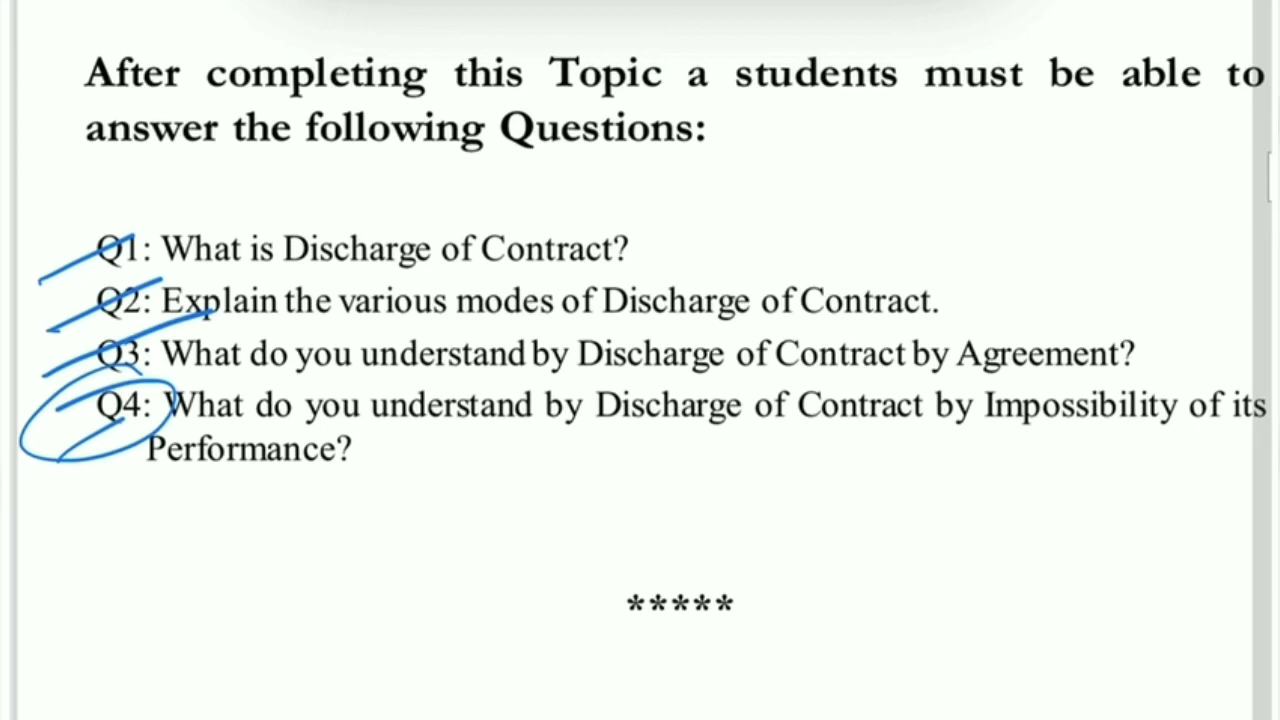 After completing this Topic a students must be able to
answer the following Questions:
Q1: What is Discharge of Contract?
Q2: Explain the various modes of Discharge of Contract.
Q3: What do you understand by Discharge of Contract by Agreement?
Q4: What do you understand by Discharge of Contract by Impossibility of its
Performance?
*****